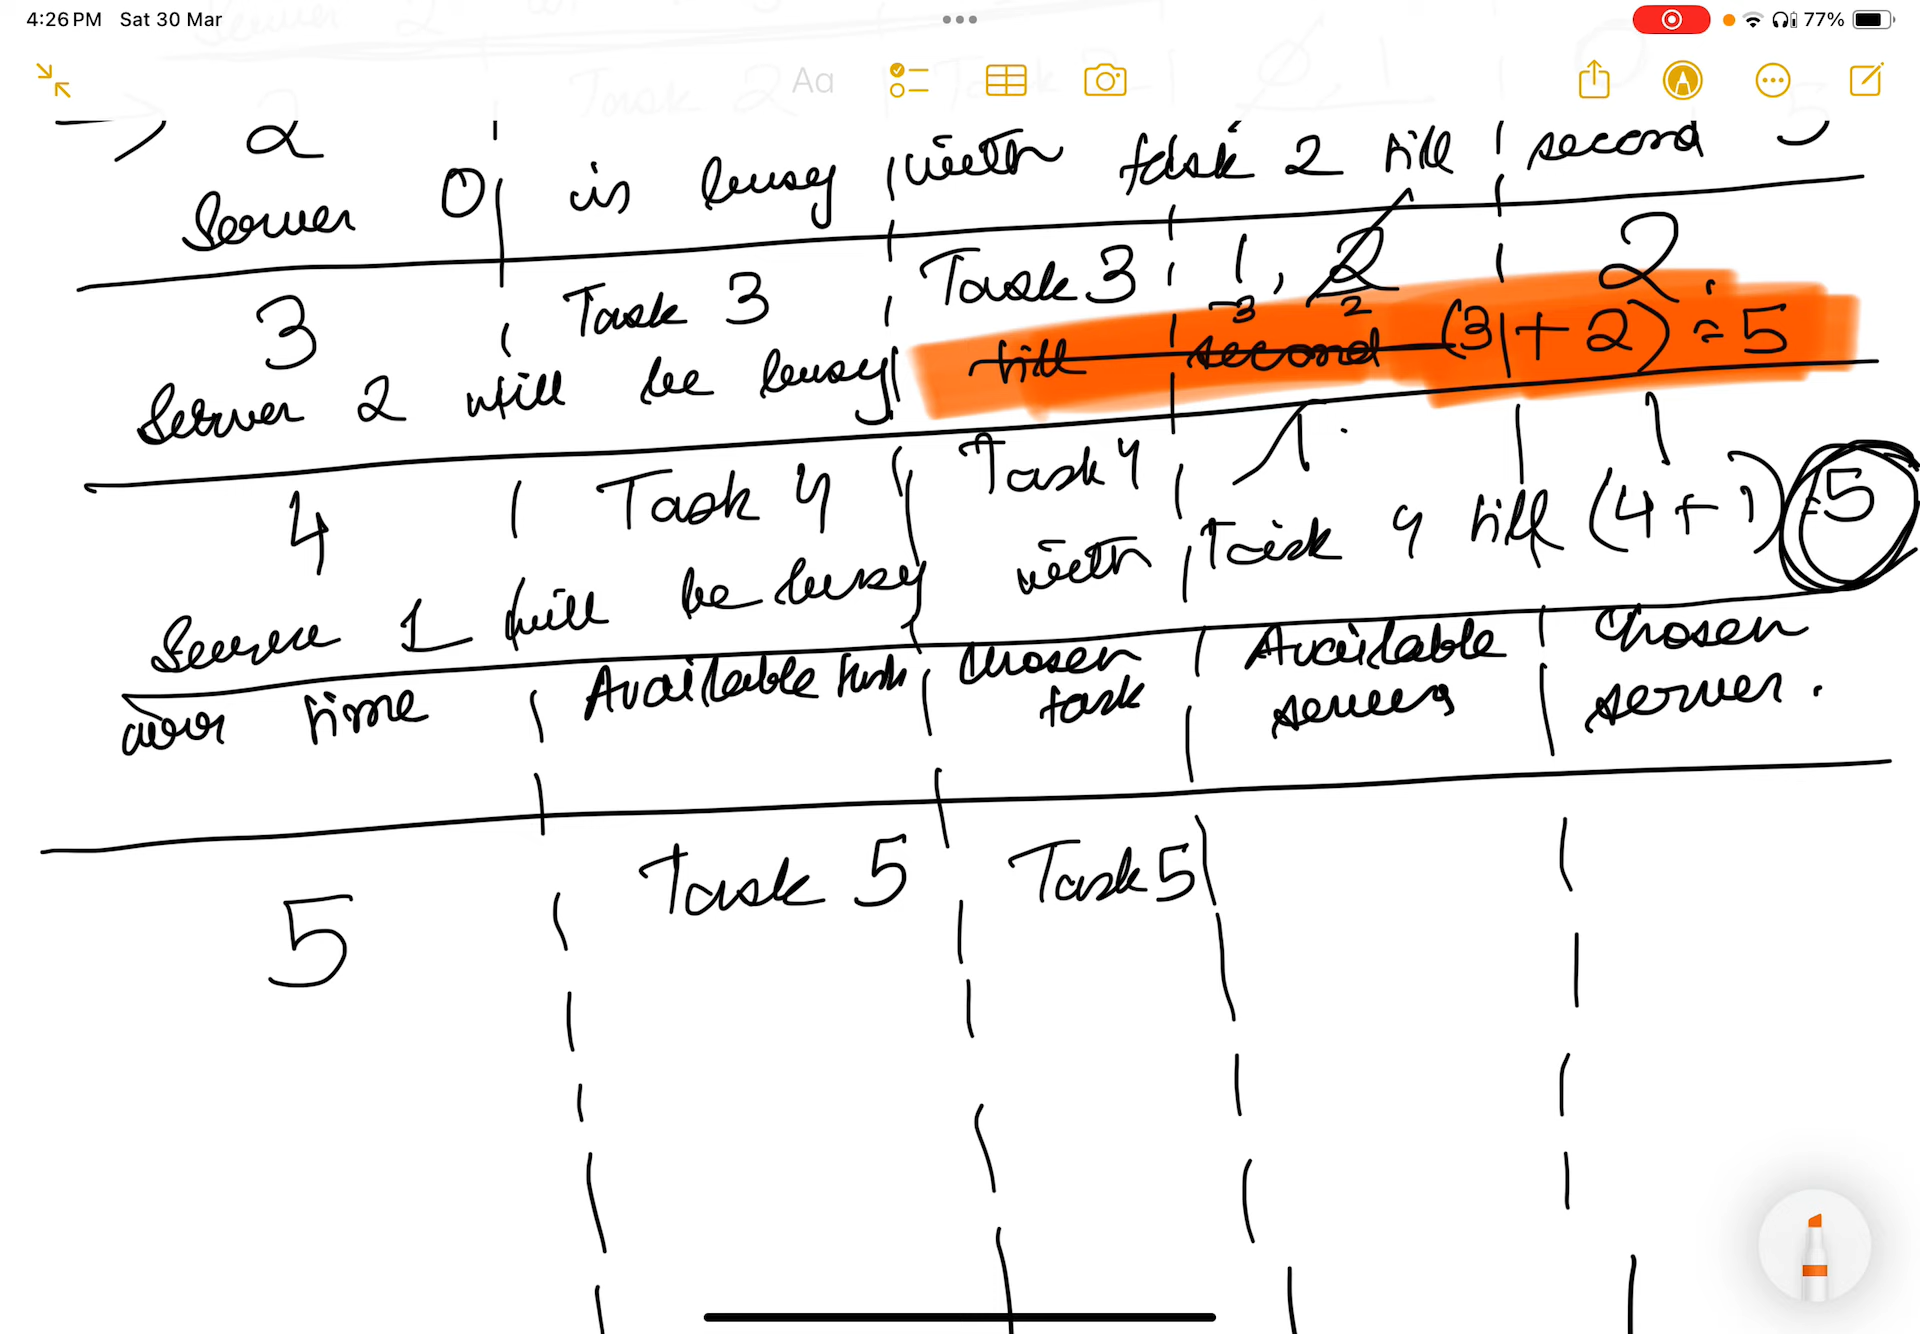 4:26 PM Sat 30 Mar
77%
Aa
→ 2
Server 0 is busy with task 2 till second 5
3 Task 3 Task 3 1, 2 2
3 2
Server 2 will be busy till second (3+2) = 5
4 Task 4 Task 4 1 1
Server 1 will be busy with Task 4 till (4+1) = 5
curr time Available task chosen task Available servers chosen server.
5 Task 5 Task 5